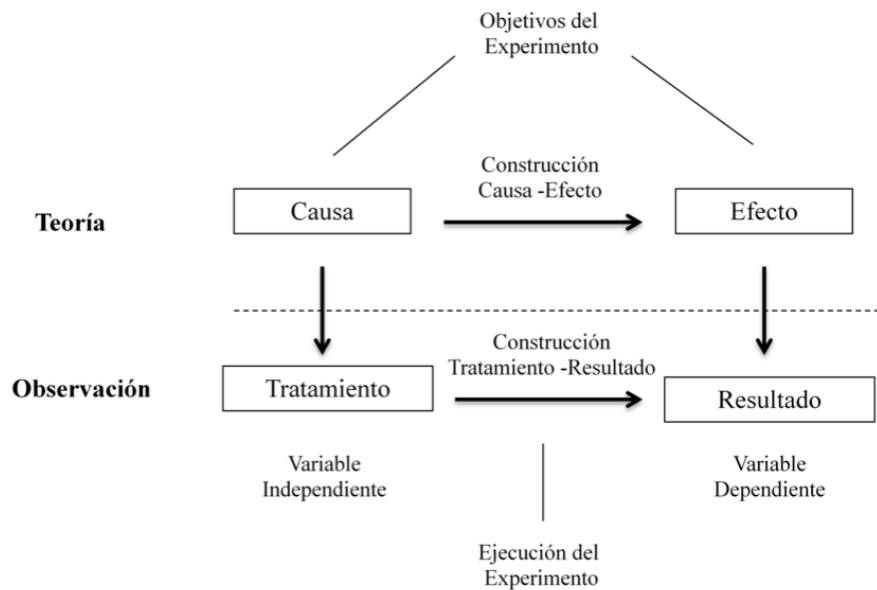 Objetivos del
Experimento
Construcción
Causa -Efecto
Teoría
Causa
Efecto
Construcción
Tratamiento -Resultado
Observación
Tratamiento
Resultado
Variable
Independiente
Variable
Dependiente
Ejecución del
Experimento